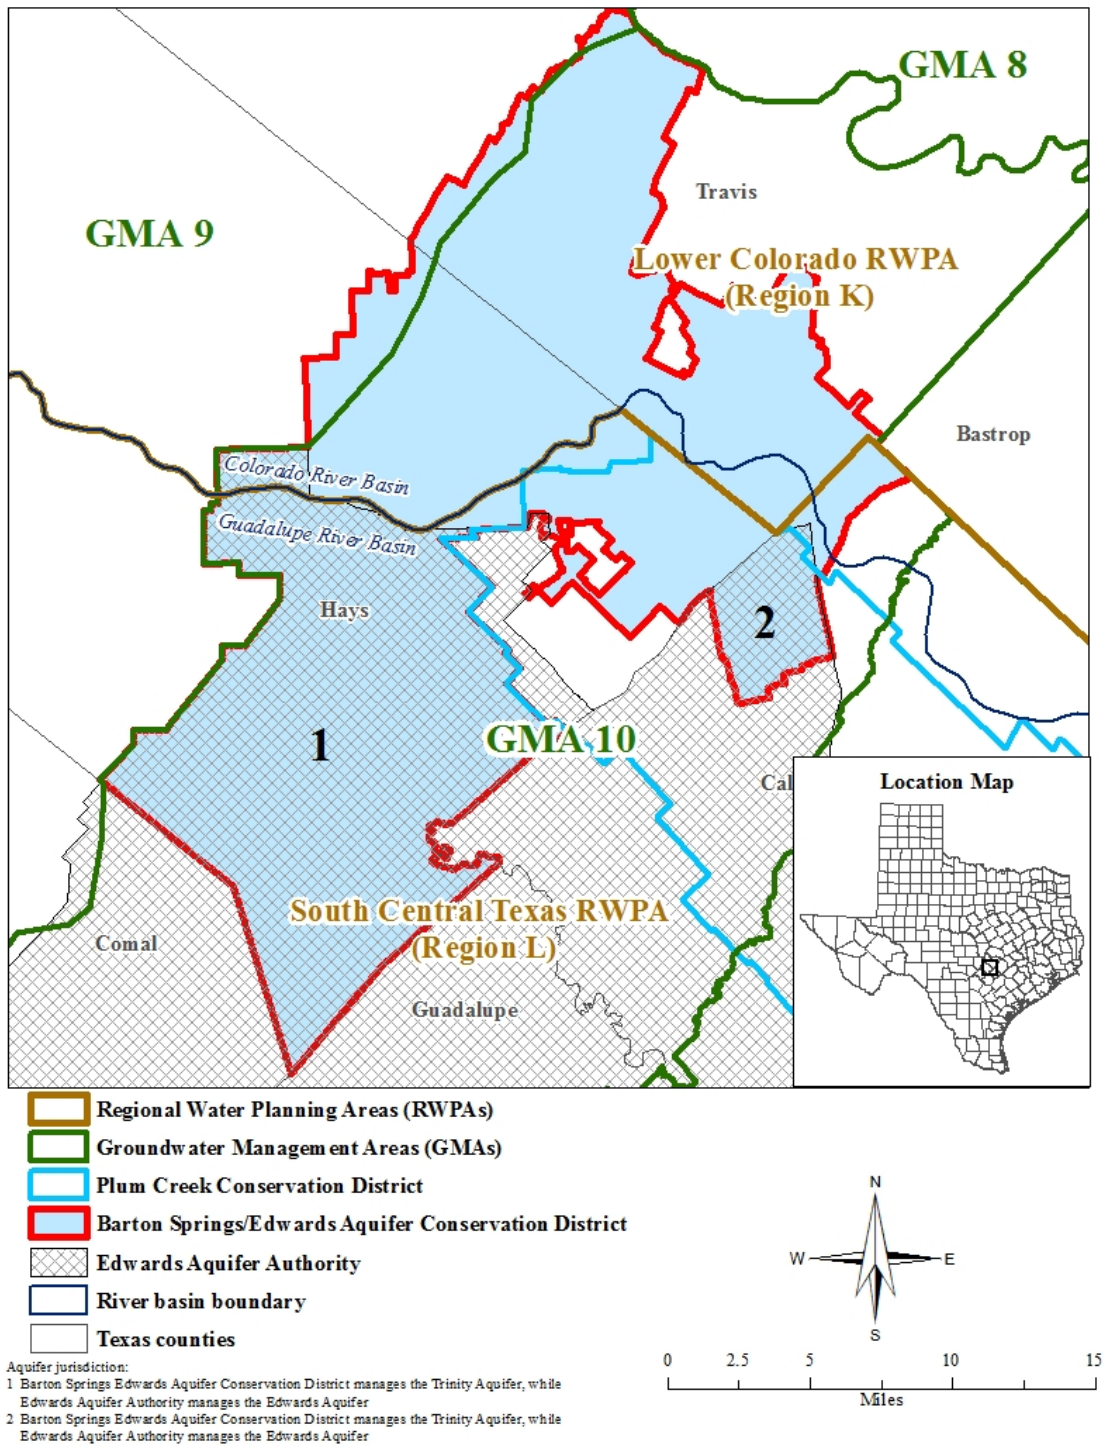 GMA 8
Travis
GMA 9
Lower Colorado RWPA
(Region K)
Bastrop
Colorado River Basin
Guadalupe River Basin
Hays
2
1
GMA 10
Cal
Location Map
South Central Texas RWPA
(Region L)
Comal
Guadalupe
Regional Water Planning Areas (RWPAs)
Groundwater Management Areas (GMAs)
Plum Creek Conservation District
Barton Springs/Edwards Aquifer Conservation District
Edwards Aquifer Authority
River basin boundary
Texas counties
N
W E
S
0 2.5 5 10 15
Miles
Aquifer jurisdiction:
1 Barton Springs Edwards Aquifer Conservation District manages the Trinity Aquifer, while
Edwards Aquifer Authority manages the Edwards Aquifer
2 Barton Springs Edwards Aquifer Conservation District manages the Trinity Aquifer, while
Edwards Aquifer Authority manages the Edwards Aquifer